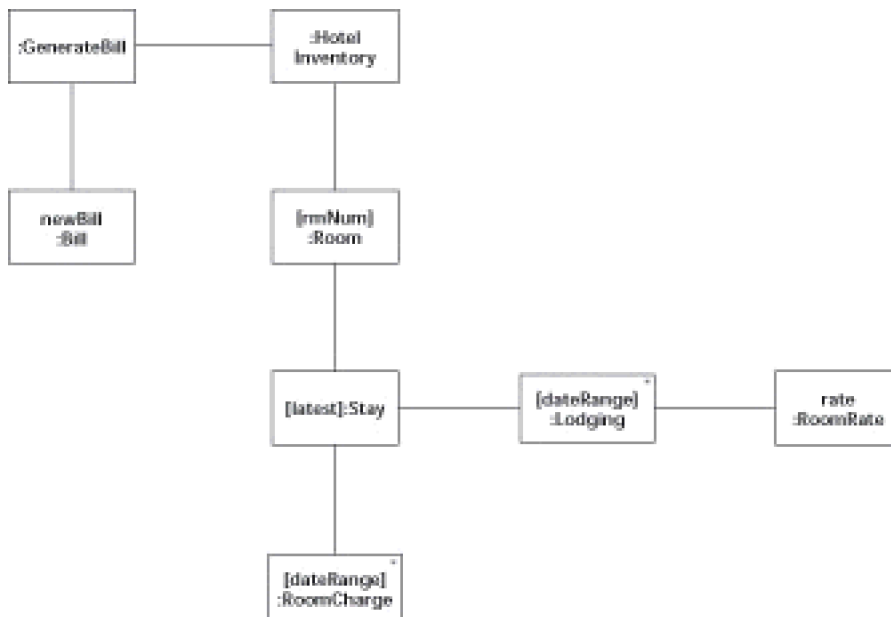 :GenerateBill
:Hotel
Inventory
newBill
:Bill
[rmNum]
:Room
[latest]:Stay
[dateRange]
:Lodging
*
rate
:RoomRate
[dateRange]
:RoomCharge
*